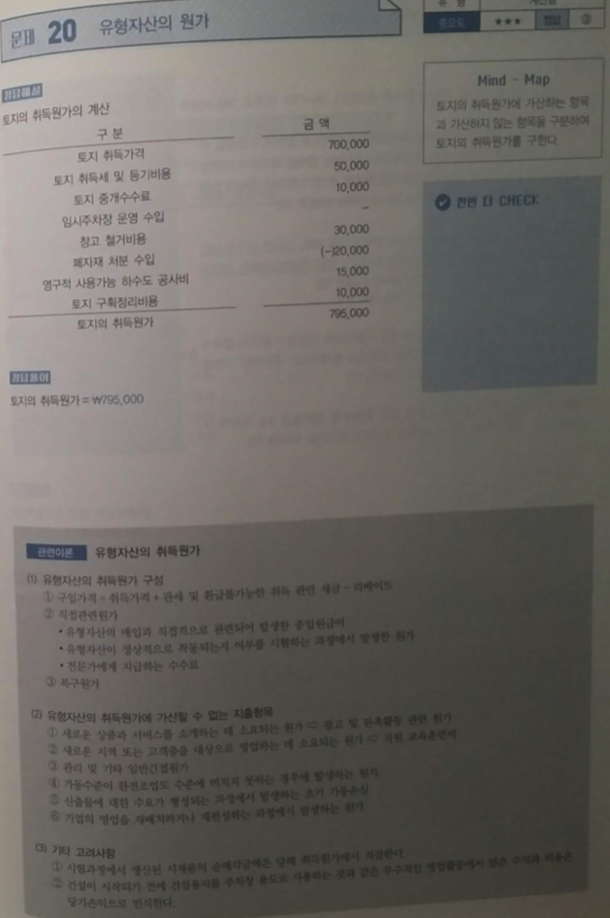 문제 20 유형자산의 원가
유형
중요도 ★★★ 정답 ③
정답해설
토지의 취득원가의 계산
구 분 금 액
토지 취득가격 700,000
토지 취득세 및 등기비용 50,000
토지 중개수수료 10,000
임시주차장 운영 수입 –
창고 철거비용 30,000
폐자재 처분 수입 (-)20,000
영구적 사용가능 하수도 공사비 15,000
토지 구획정리비용 10,000
토지의 취득원가 795,000
Mind - Map
토지의 취득원가에 가산하는 항목
과 가산하지 않는 항목을 구분하여
토지의 취득원가를 구한다.
한번 더 CHECK
정답풀이
토지의 취득원가 = ₩795,000
관련이론 유형자산의 취득원가
(1) 유형자산의 취득원가 구성
① 구입가격 = 취득가격 + 관세 및 환급불가능한 취득 관련 세금 - 리베이트
② 직접관련원가
• 유형자산의 매입과 직접적으로 관련되어 발생한 종업원급여
• 유형자산이 정상적으로 작동되는지 여부를 시험하는 과정에서 발생한 원가
• 전문가에게 지급하는 수수료
③ 복구원가
(2) 유형자산의 취득원가에 가산할 수 없는 지출항목
① 새로운 상품과 서비스를 소개하는 데 소요되는 원가 ⇨ 광고 및 판촉활동 관련 원가
② 새로운 지역 또는 고객층을 대상으로 영업하는 데 소요되는 원가 ⇨ 직원 교육훈련비
③ 관리 및 기타 일반간접원가
④ 가동수준이 완전조업도 수준에 미치지 못하는 경우에 발생하는 원가
⑤ 산출물에 대한 수요가 형성되는 과정에서 발생하는 초기 가동손실
⑥ 기업의 영업을 재배치하거나 재편성하는 과정에서 발생하는 원가
(3) 기타 고려사항
① 시험과정에서 생산된 시제품의 순매각금액은 당해 취득원가에서 차감한다.
② 건설이 시작되기 전에 건설용지를 주차장 용도로 사용하는 것과 같은 부수적인 영업활동에서 얻은 수익과 비용은
당기손익으로 인식한다.